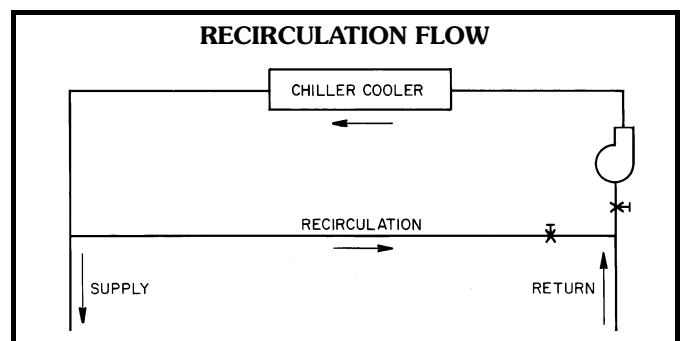 RECIRCULATION FLOW
CHILLER COOLER
RECIRCULATION
SUPPLY
RETURN